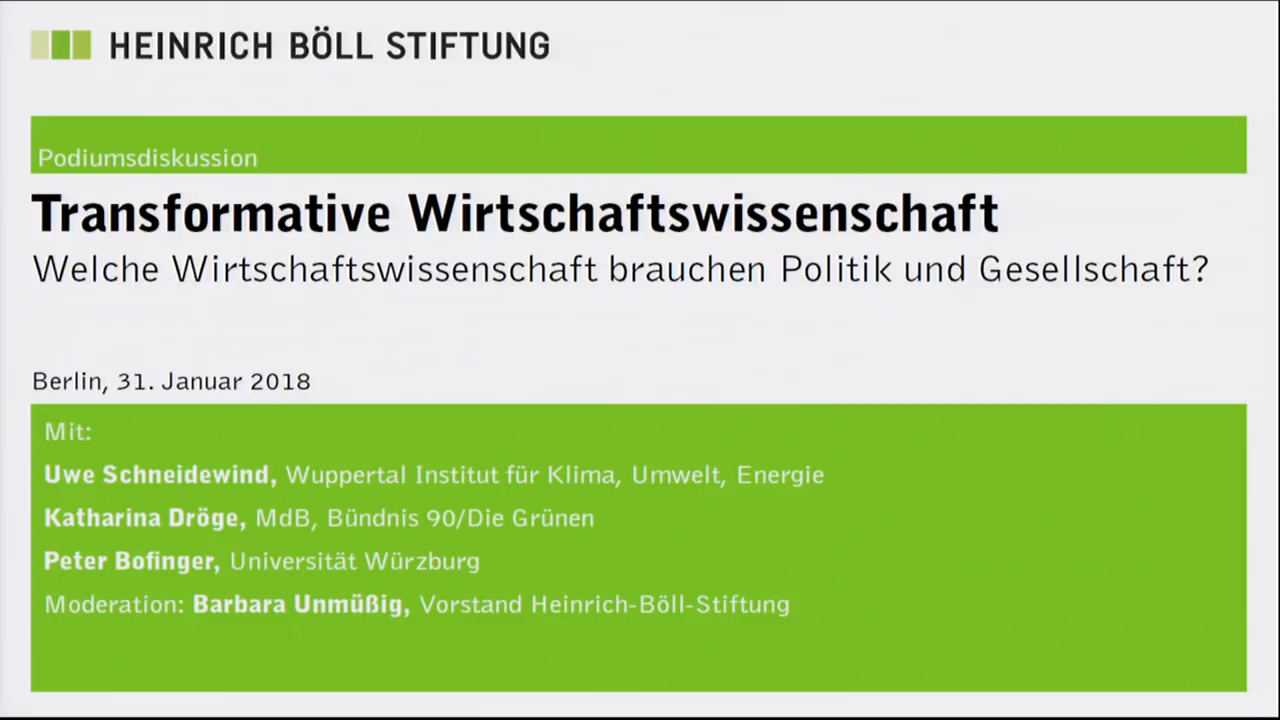 HEINRICH BÖLL STIFTUNG
Podiumsdiskussion
Transformative Wirtschaftswissenschaft
Welche Wirtschaftswissenschaft brauchen Politik und Gesellschaft?
Berlin, 31. Januar 2018
Mit:
Uwe Schneidewind, Wuppertal Institut für Klima, Umwelt, Energie
Katharina Dröge, MdB, Bündnis 90/Die Grünen
Peter Bofinger, Universität Würzburg
Moderation: Barbara Unmüßig, Vorstand Heinrich-Böll-Stiftung